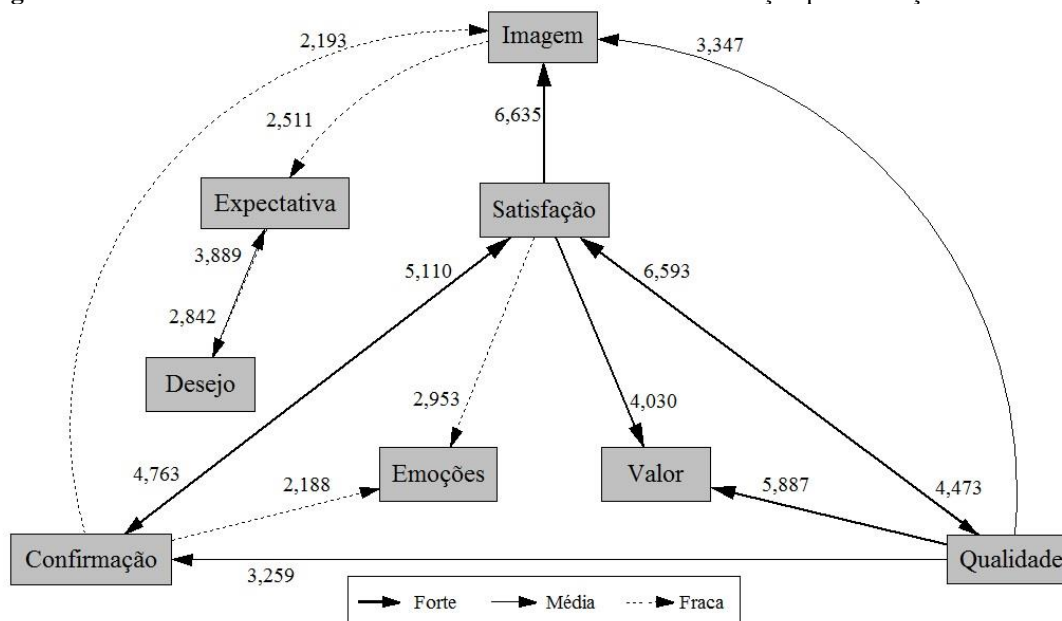 2,193
Imagem
3,347
2,511
6,635
Expectativa
Satisfação
3,889
5,110
6,593
2,842
Desejo
2,953
4,030
4,763
2,188
Emoções
Valor
5,887
4,473
Confirmação
3,259
Qualidade
Forte Média Fraca